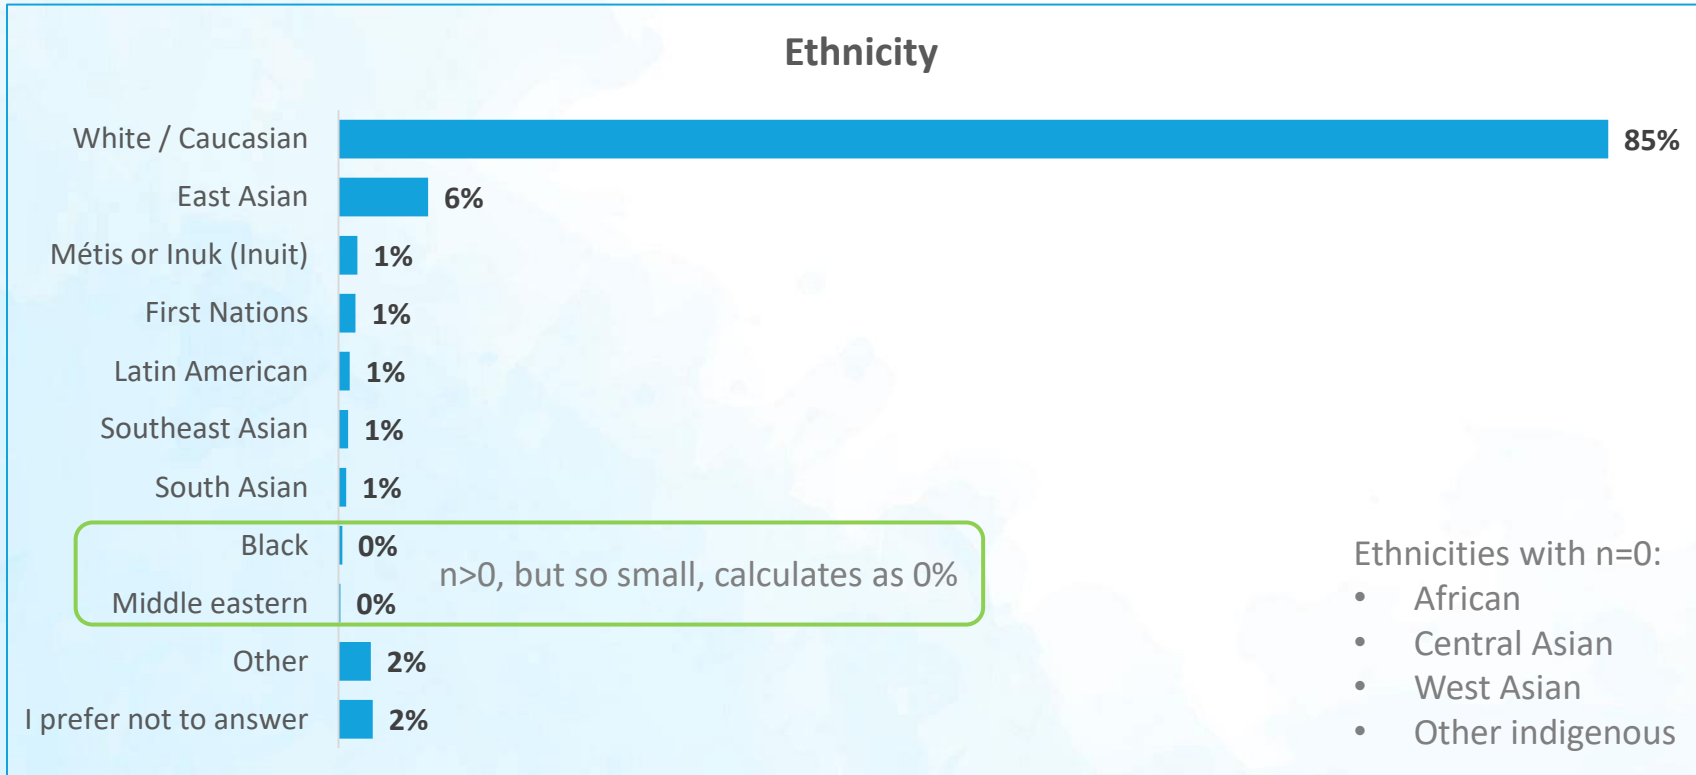 Ethnicity
White / Caucasian 85%
East Asian 6%
Métis or Inuk (Inuit) 1%
First Nations 1%
Latin American 1%
Southeast Asian 1%
South Asian 1%
Black 0%
n>0, but so small, calculates as 0%
Middle eastern 0%
Other 2%
I prefer not to answer 2%
Ethnicities with n=0:
• African
• Central Asian
• West Asian
• Other indigenous